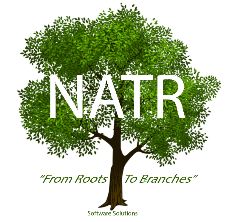 NATR
“From Roots To Branches”
Software Solutions